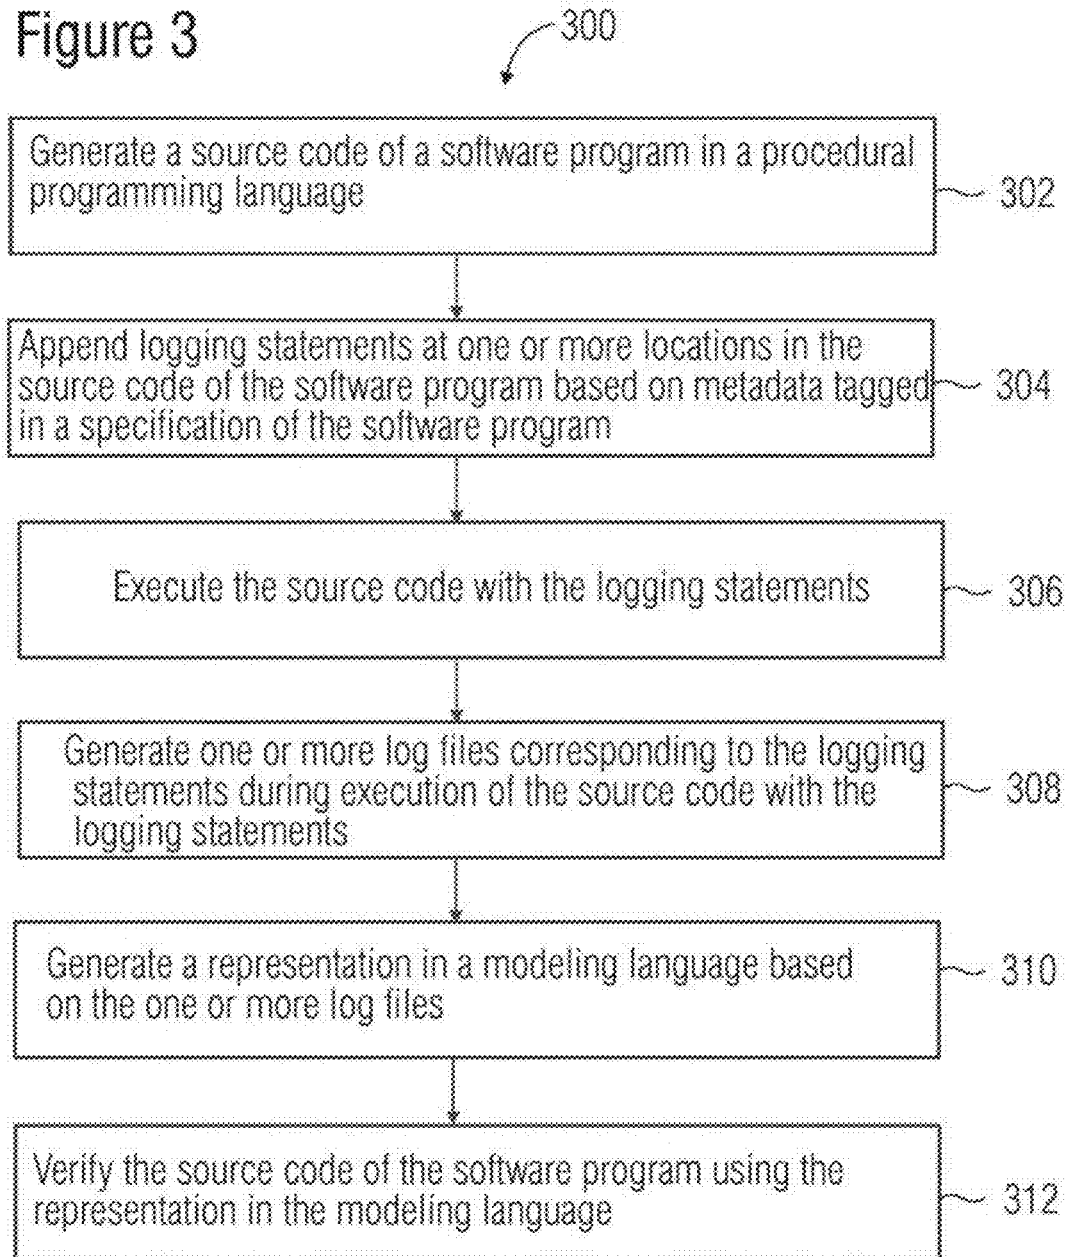 Figure 3
300
Generate a source code of a software program in a procedural
programming language
302
Append logging statements at one or more locations in the
source code of the software program based on metadata tagged
in a specification of the software program
304
Execute the source code with the logging statements
306
Generate one or more log files corresponding to the logging
statements during execution of the source code with the
logging statements
308
Generate a representation in a modeling language based
on the one or more log files
310
Verify the source code of the software program using the
representation in the modeling language
312